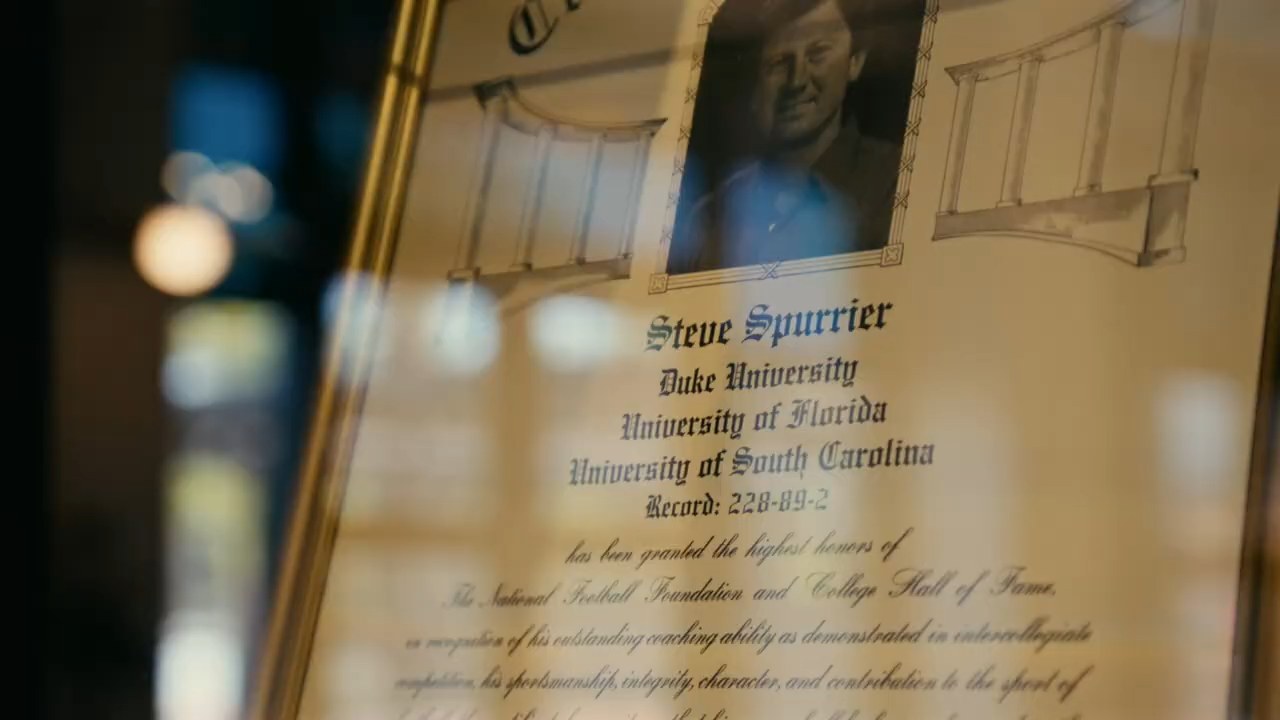 Steve Spurrier
Duke University
University of Florida
University of South Carolina
Record: 228-89-2
has been granted the highest honors of
The National Football Foundation and College Hall of Fame,
in recognition of his outstanding coaching ability as demonstrated in intercollegiate
competition, his sportsmanship, integrity, character, and contribution to the sport of